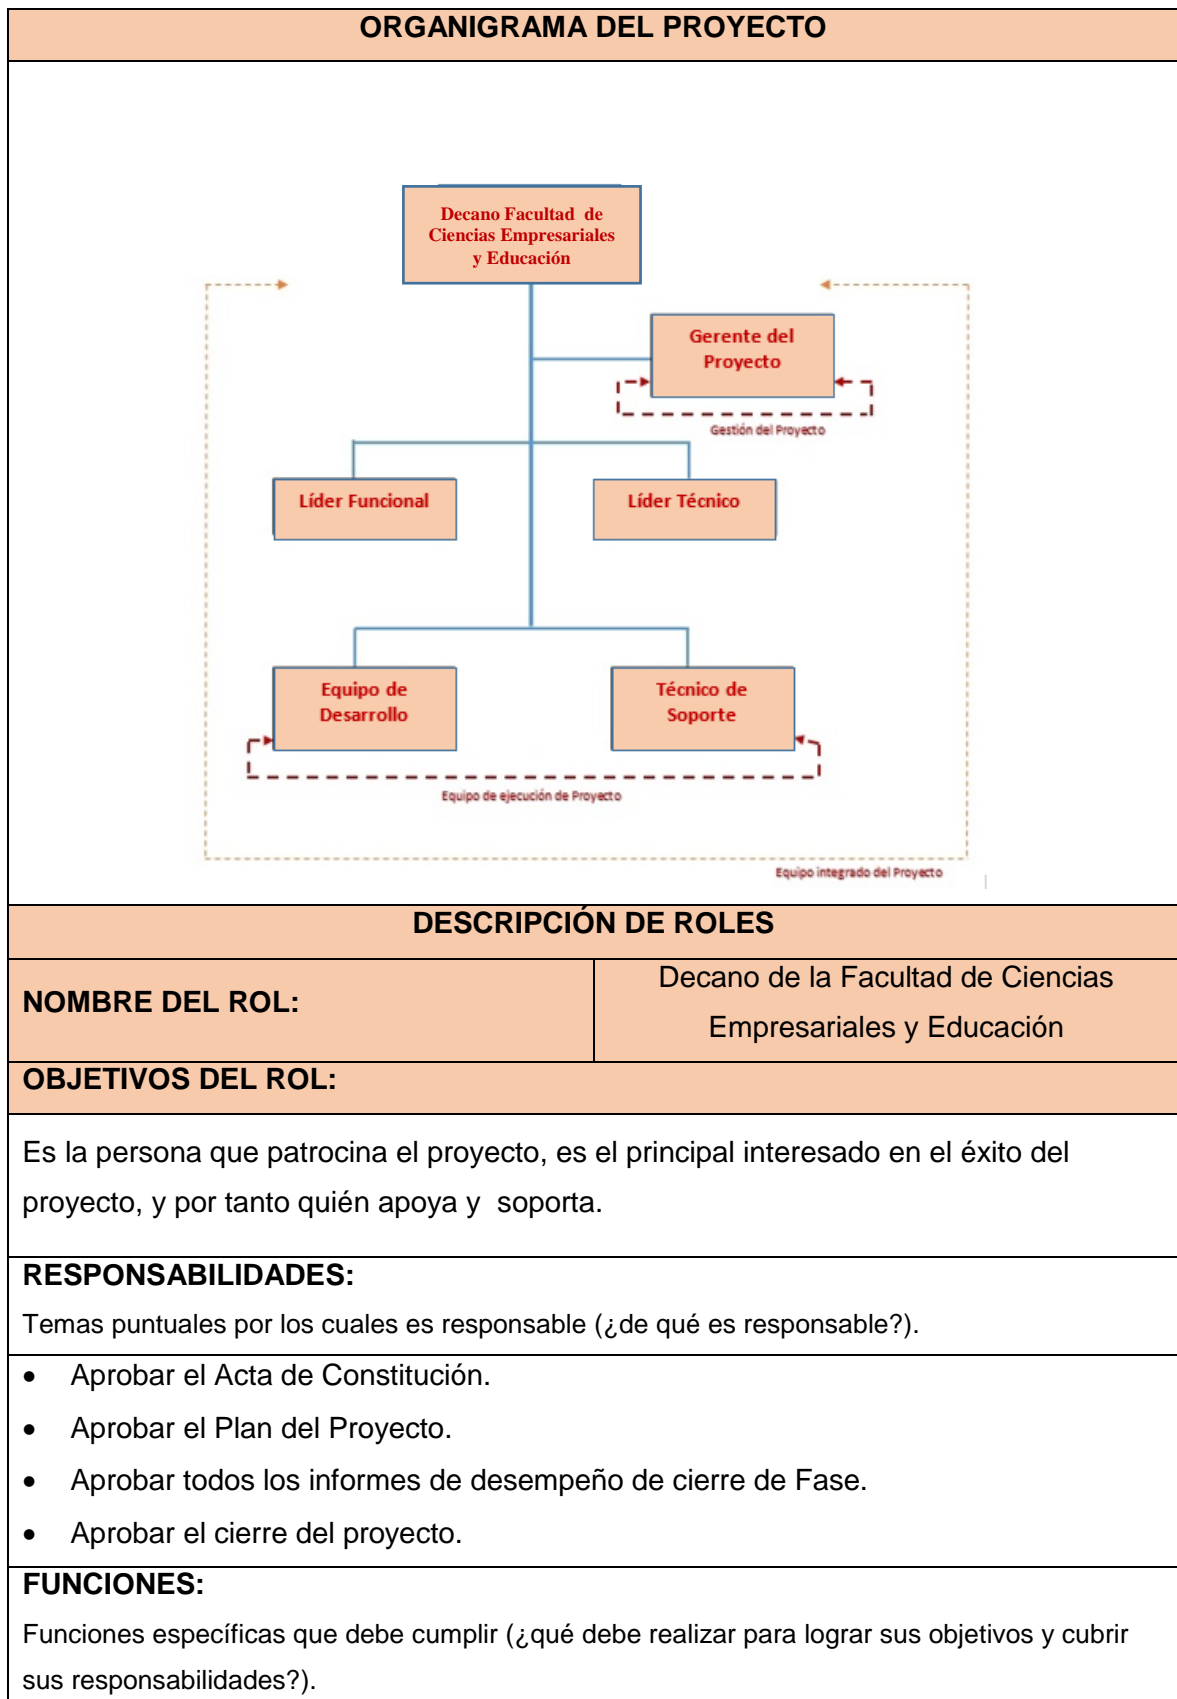 ORGANIGRAMA DEL PROYECTO
Decano Facultad de
Ciencias Empresariales
y Educación
Gerente del
Proyecto
Gestión del Proyecto
Líder Funcional
Líder Técnico
Equipo de
Desarrollo
Técnico de
Soporte
Equipo de ejecución de Proyecto
Equipo integrado del Proyecto
DESCRIPCIÓN DE ROLES
NOMBRE DEL ROL:
Decano de la Facultad de Ciencias
Empresariales y Educación
OBJETIVOS DEL ROL:
Es la persona que patrocina el proyecto, es el principal interesado en el éxito del
proyecto, y por tanto quién apoya y soporta.
RESPONSABILIDADES:
Temas puntuales por los cuales es responsable (¿de qué es responsable?).
• Aprobar el Acta de Constitución.
• Aprobar el Plan del Proyecto.
• Aprobar todos los informes de desempeño de cierre de Fase.
• Aprobar el cierre del proyecto.
FUNCIONES:
Funciones específicas que debe cumplir (¿qué debe realizar para lograr sus objetivos y cubrir
sus responsabilidades?).